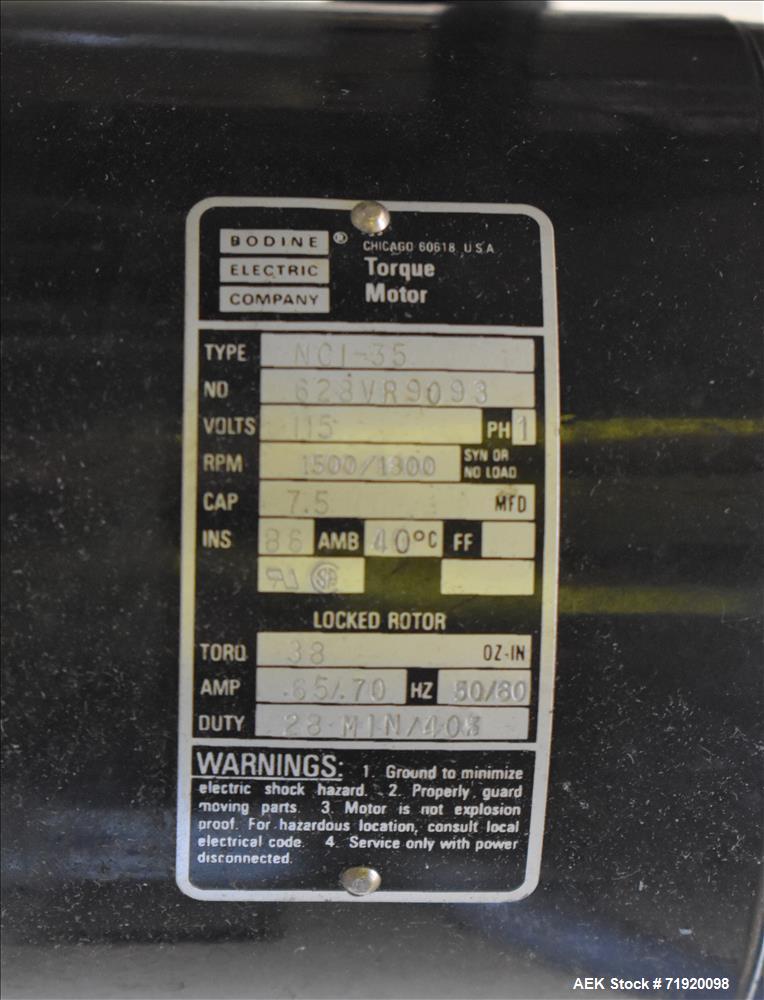 BODINE ®
ELECTRIC
COMPANY
CHICAGO 60618 U.S.A
Torque
Motor
TYPE NCI-35
NO 628VR9093
VOLTS 115 PH 1
RPM 1500/1800 SYN OR NO LOAD
CAP 7.5 MFD
INS AMB 40°C FF
LOCKED ROTOR
TORQ 38 OZ-IN
AMP .65/.70 HZ 50/60
DUTY 28 MIN/40%
WARNINGS: 1. Ground to minimize
electric shock hazard. 2. Properly guard
moving parts. 3. Motor is not explosion
proof. For hazardous location, consult local
electrical code. 4. Service only with power
disconnected.
AEK Stock # 71920098